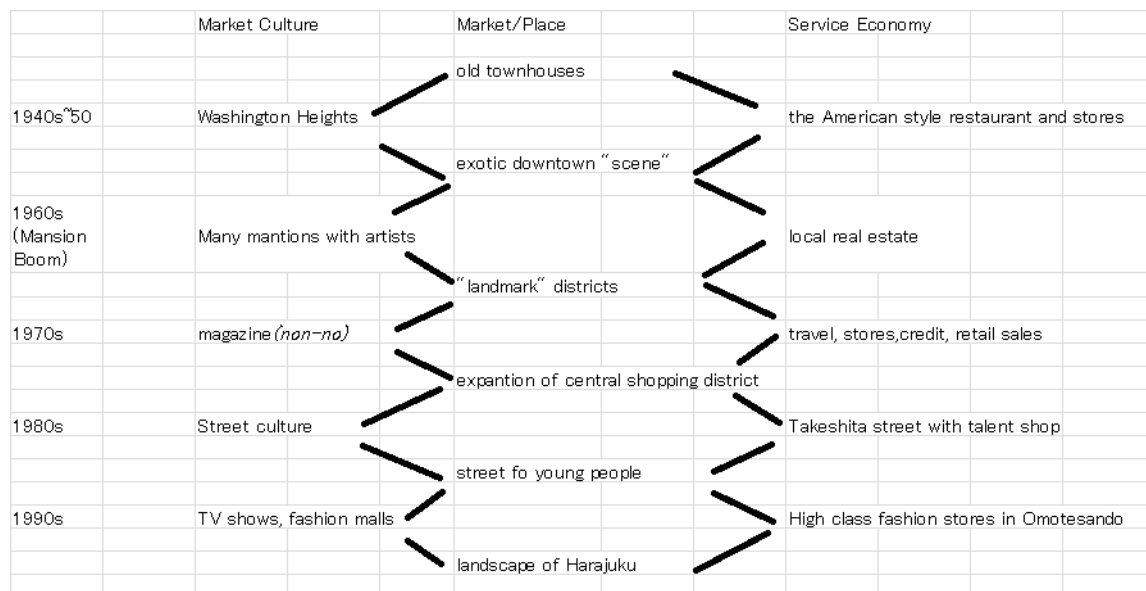 Market Culture Market/Place Service Economy
old townhouses
1940s~50 Washington Heights the American style restaurant and stores
exotic downtown "scene"
1960s
(Mansion Many mantions with artists local real estate
Boom)
"landmark" districts
1970s magazine(non-no) travel, stores,credit, retail sales
expantion of central shopping district
1980s Street culture Takeshita street with talent shop
street fo young people
1990s TV shows, fashion malls High class fashion stores in Omotesando
landscape of Harajuku